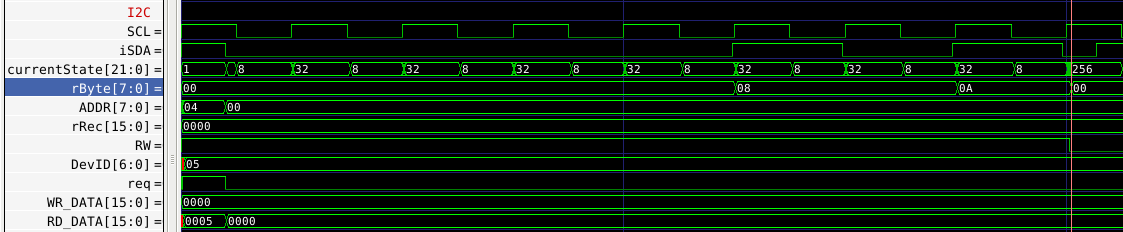 I2C
SCL
iSDA
currentState[21:0] = 1 8 32 8 32 8 32 8 32 8 32 8 32 8 32 8 256
rByte[7:0] = 00 08 0A 00
ADDR[7:0] = 04 00
rRec[15:0] = 0000
RW
DevID[6:0] = 05
req
WR_DATA[15:0] = 0000
RD_DATA[15:0] = 0005 0000